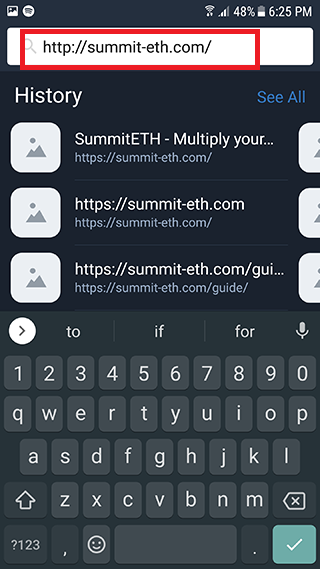 48% 6:25 PM
http://summit-eth.com/
History See All
SummitETH - Multiply your...
https://summit-eth.com/
https://summit-eth.com
https://summit-eth.com/
https://summit-eth.com/gui...
https://summit-eth.com/guide/
to if for
1 2 3 4 5 6 7 8 9 0
q w e r t y u i o p
a s d f g h j k l
z x c v b n m
?123 , .